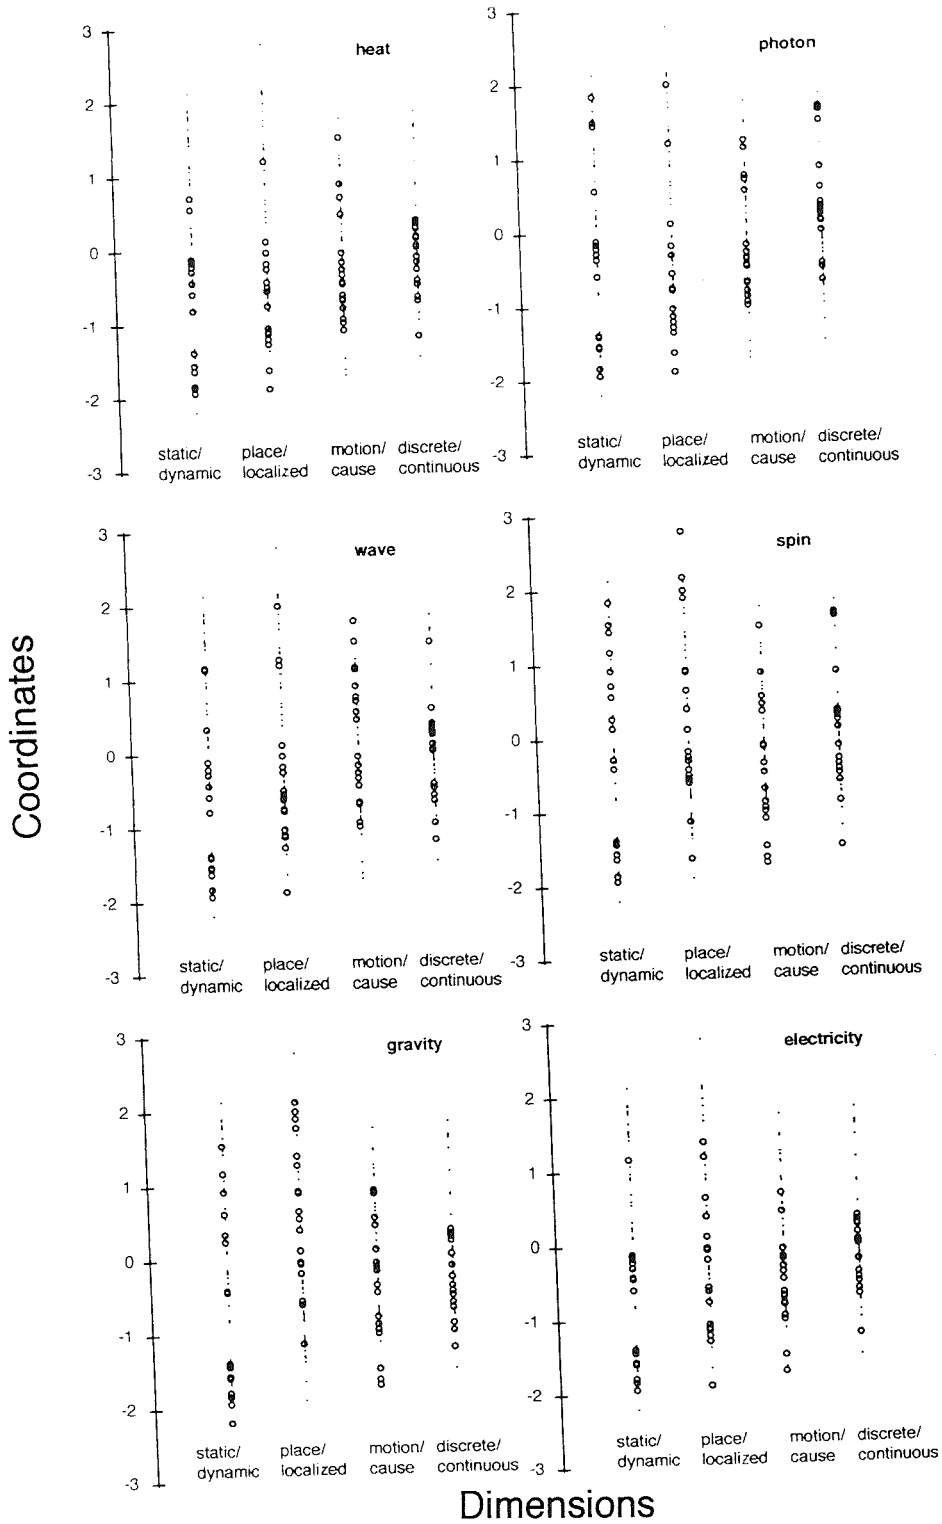 heat
3
2
1
0
-1
-2
-3
static/
dynamic
place/
localized
motion/
cause
discrete/
continuous
photon
3
2
1
0
-1
-2
-3
static/
dynamic
place/
localized
motion/
cause
discrete/
continuous
Coordinates
wave
3
2
1
0
-1
-2
-3
static/
dynamic
place/
localized
motion/
cause
discrete/
continuous
spin
3
2
1
0
-1
-2
-3
static/
dynamic
place/
localized
motion/
cause
discrete/
continuous
gravity
3
2
1
0
-1
-2
-3
static/
dynamic
place/
localized
motion/
cause
discrete/
continuous
electricity
3
2
1
0
-1
-2
-3
static/
dynamic
place/
localized
motion/
cause
discrete/
continuous
Dimensions